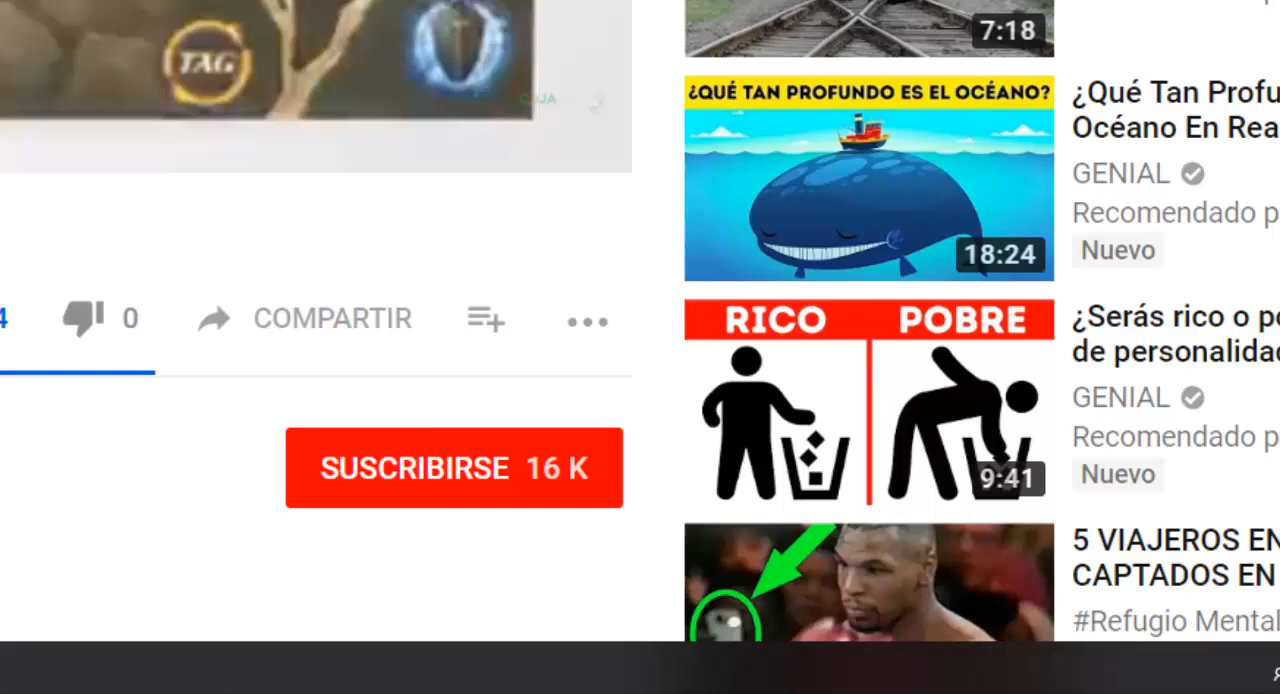 TAG
4
0
COMPARTIR
SUSCRIBIRSE 16 K
7:18
¿QUÉ TAN PROFUNDO ES EL OCÉANO?
18:24
¿Qué Tan Profu
Océano En Rea
GENIAL
Recomendado p
Nuevo
RICO POBRE
9:41
¿Serás rico o po
de personalidad
GENIAL
Recomendado p
Nuevo
5 VIAJEROS EN
CAPTADOS EN
#Refugio Mental